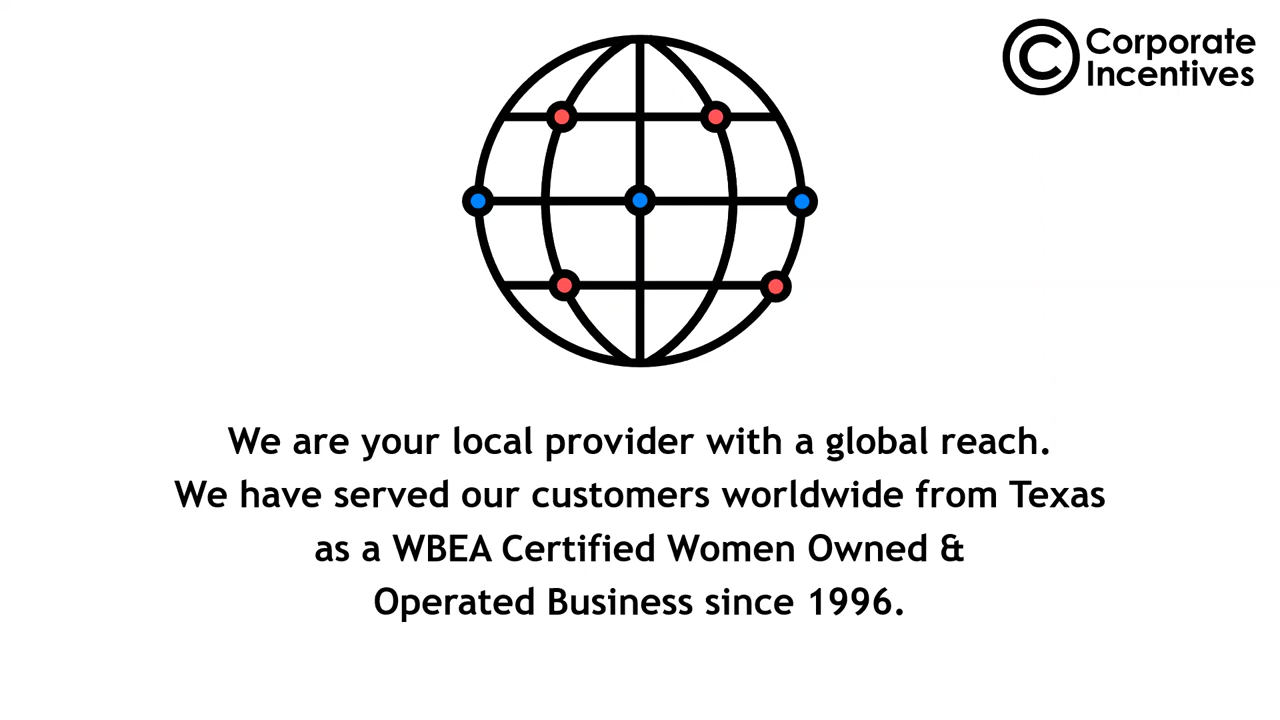 © Corporate
Incentives
We are your local provider with a global reach.
We have served our customers worldwide from Texas
as a WBEA Certified Women Owned &
Operated Business since 1996.